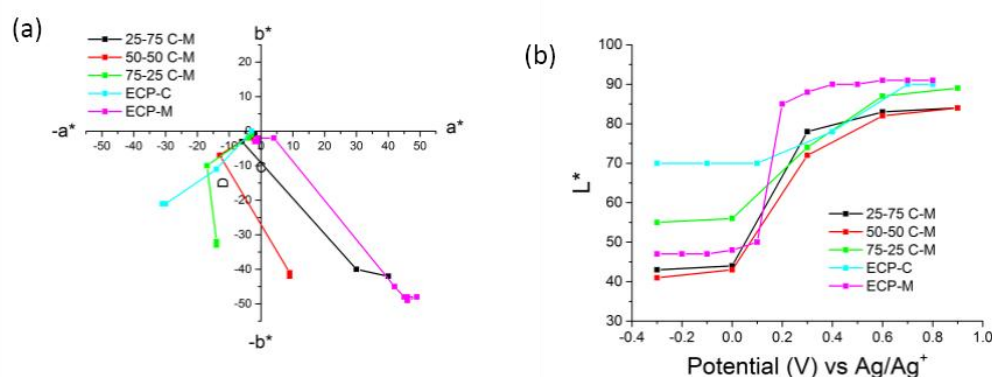 (a)
b*
25-75 C-M
50-50 C-M
75-25 C-M
ECP-C
ECP-M
20
10
0
-a*
a*
-50 -40 -30 -20 -10 0 10 20 30 40 50
-10
D
-20
-30
-40
-50
-b*
(b)
100
90
80
70
60
50
40
30
L*
25-75 C-M
50-50 C-M
75-25 C-M
ECP-C
ECP-M
-0.4 -0.2 0.0 0.2 0.4 0.6 0.8 1.0
Potential (V) vs Ag/Ag⁺